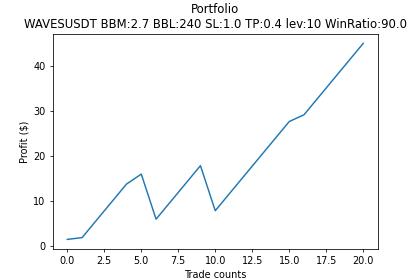 Portfolio
WAVESUSDT BBM:2.7 BBL:240 SL:1.0 TP:0.4 lev:10 WinRatio:90.0
40
30
20
10
0
Profit ($)
0.0 2.5 5.0 7.5 10.0 12.5 15.0 17.5 20.0
Trade counts